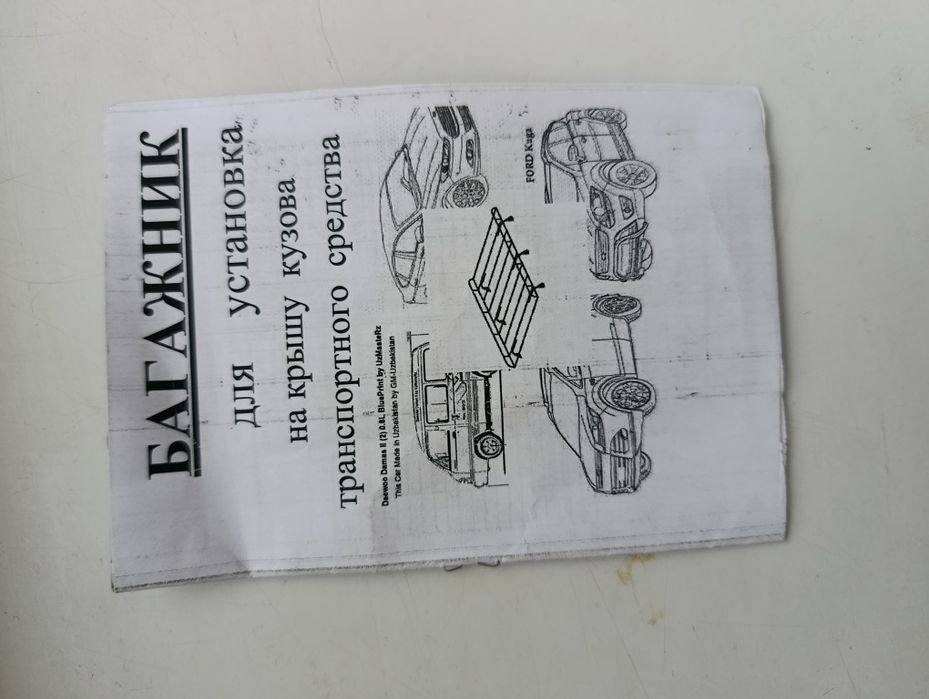 БАГАЖНИК
для установка
на крышу кузова
транспортного средства
Daewoo Damas II (2) 0.8L BluePrint by UzMasteRz
This Car Made in Uzbekistan by GM-Uzbekistan
FORD Kuga